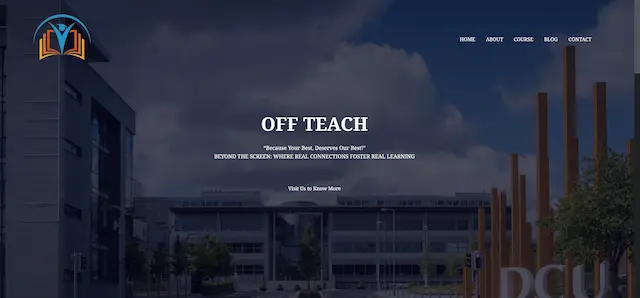 HOME ABOUT COURSE BLOG CONTACT
OFF TEACH
"Because Your Best, Deserves Our Best!"
BEYOND THE SCREEN: WHERE REAL CONNECTIONS FOSTER REAL LEARNING
Visit Us to Know More
DCU